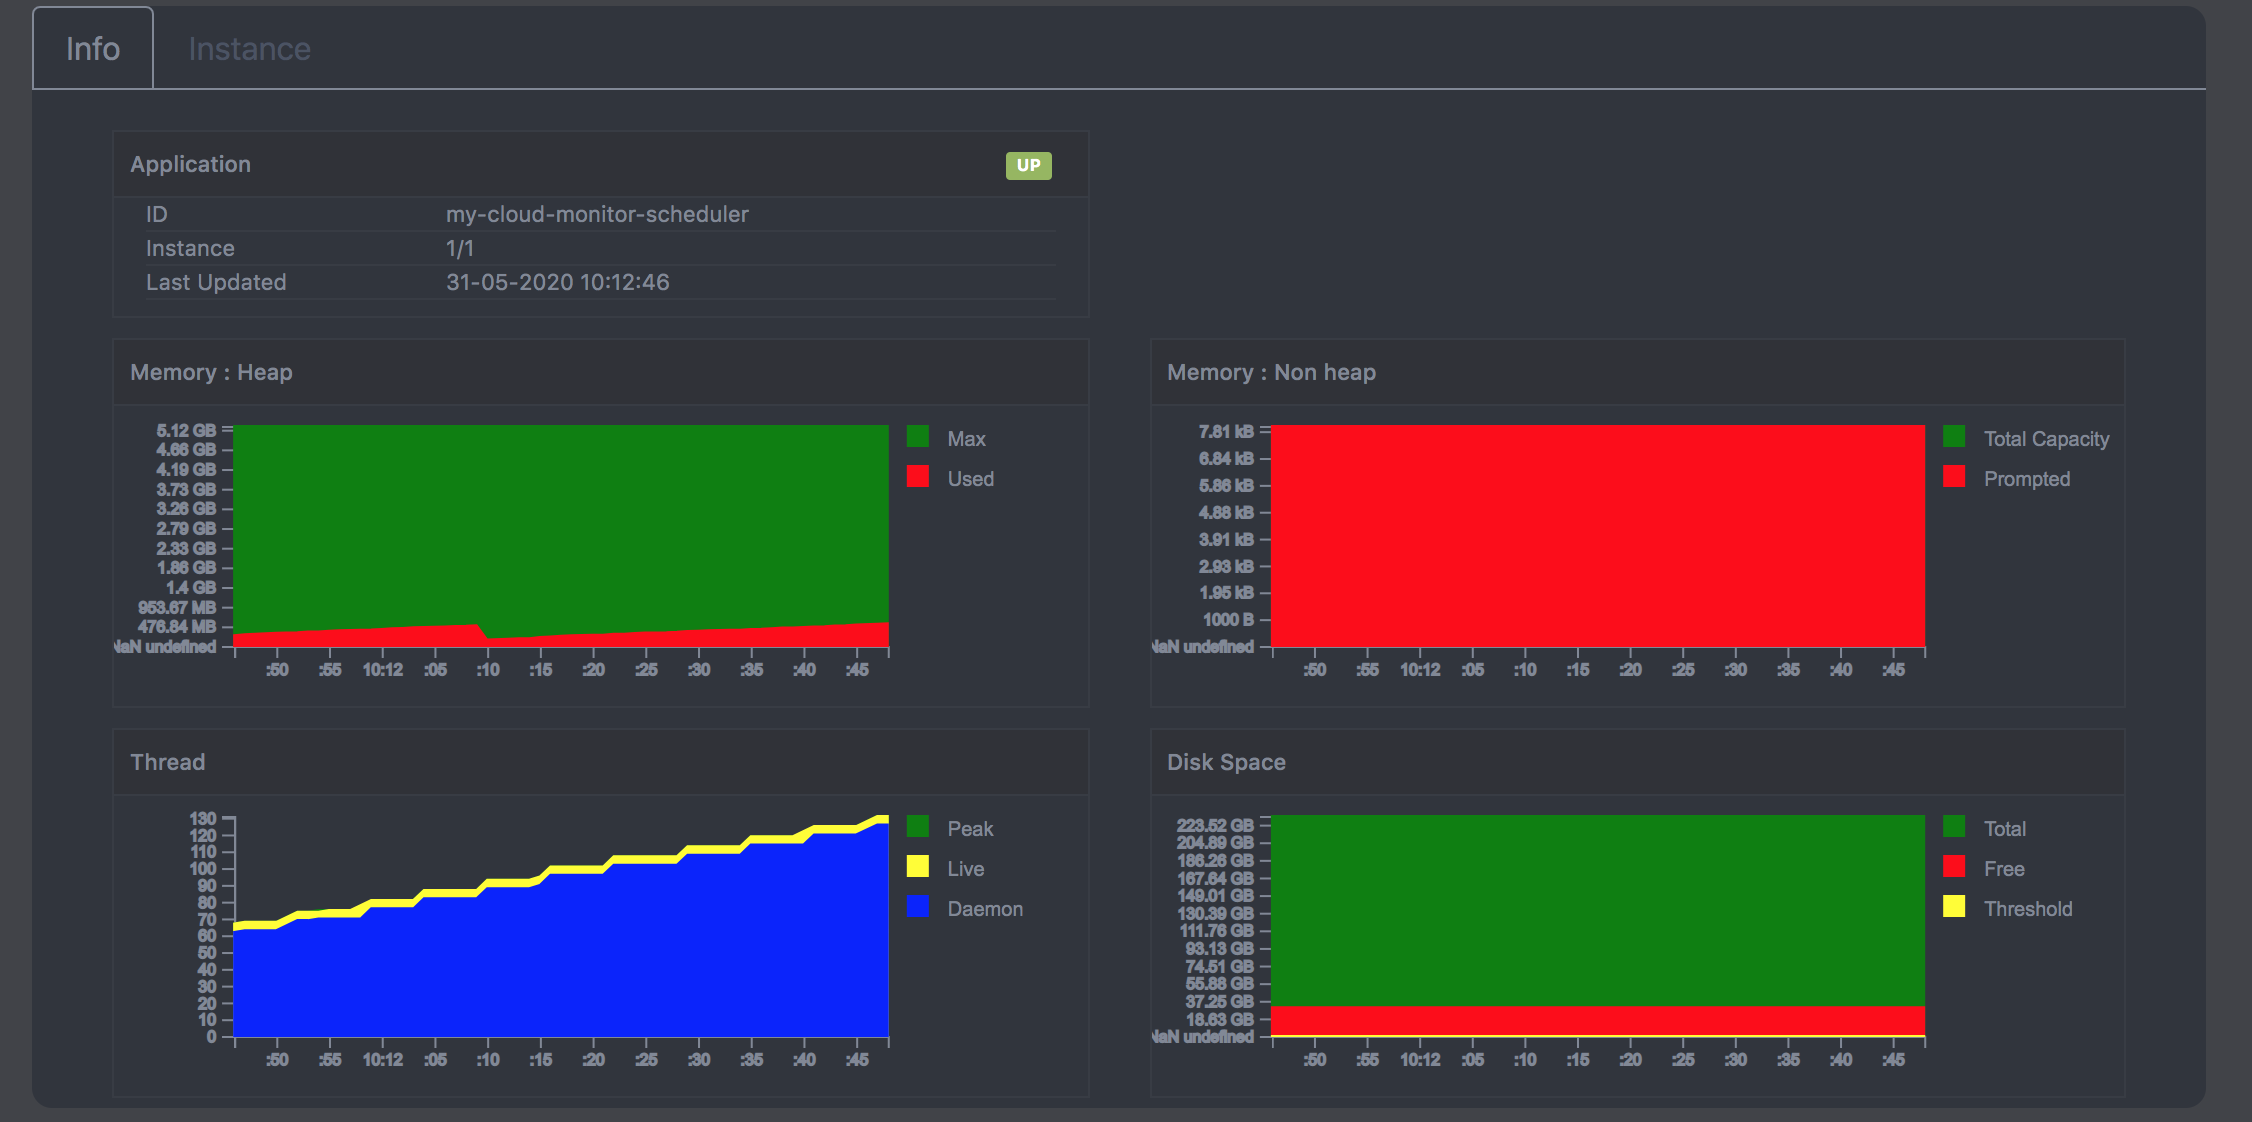 Info Instance
Application UP
ID my-cloud-monitor-scheduler
Instance 1/1
Last Updated 31-05-2020 10:12:46
Memory : Heap
5.12 GB
4.66 GB
4.19 GB
3.73 GB
3.26 GB
2.79 GB
2.33 GB
1.86 GB
1.4 GB
953.67 MB
476.84 MB
NaN undefined
:50 :55 10:12 :05 :10 :15 :20 :25 :30 :35 :40 :45
Max
Used
Memory : Non heap
7.81 kB
6.84 kB
5.86 kB
4.88 kB
3.91 kB
2.93 kB
1.95 kB
1000 B
NaN undefined
:50 :55 10:12 :05 :10 :15 :20 :25 :30 :35 :40 :45
Total Capacity
Prompted
Thread
130
120
110
100
90
80
70
60
50
40
30
20
10
0
:50 :55 10:12 :05 :10 :15 :20 :25 :30 :35 :40 :45
Peak
Live
Daemon
Disk Space
223.52 GB
204.89 GB
186.26 GB
167.64 GB
149.01 GB
130.39 GB
111.76 GB
93.13 GB
74.51 GB
55.88 GB
37.25 GB
18.63 GB
NaN undefined
:50 :55 10:12 :05 :10 :15 :20 :25 :30 :35 :40 :45
Total
Free
Threshold